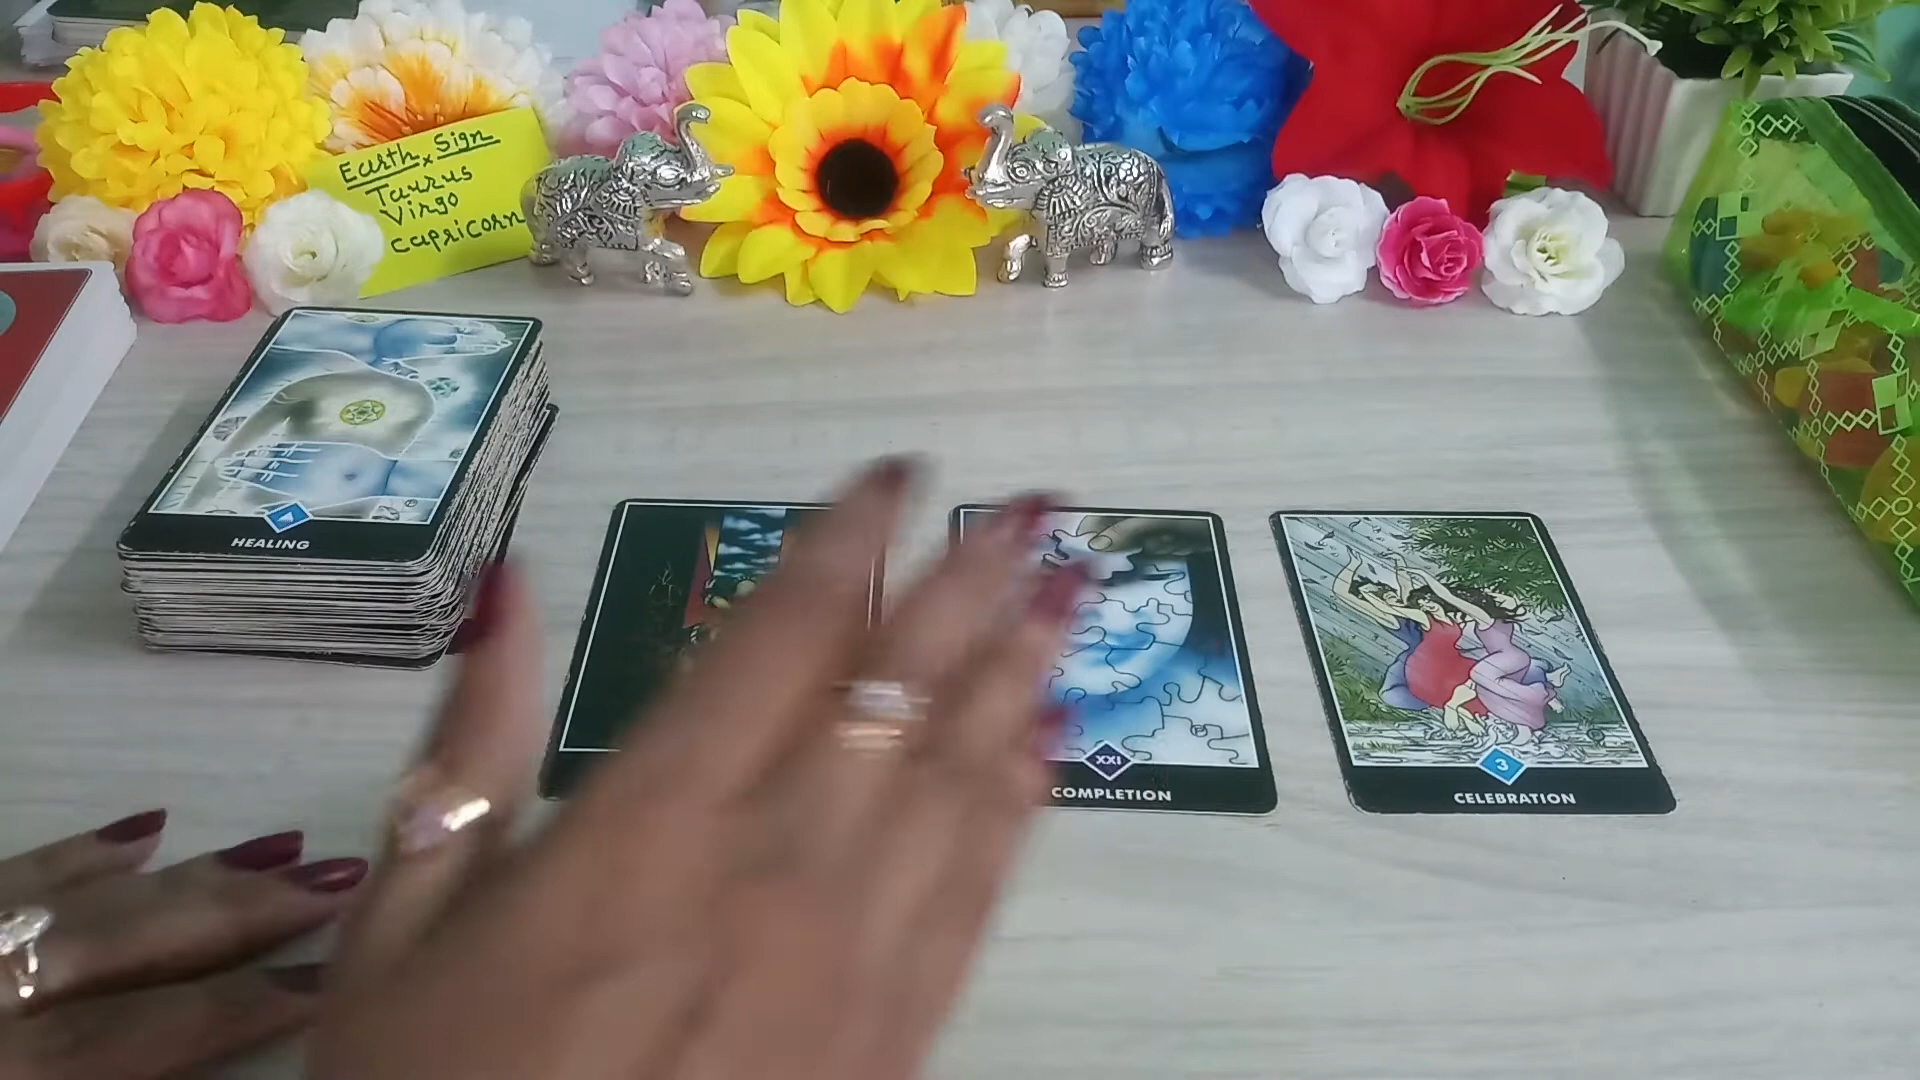 Earth Sign
Taurus
Virgo
Capricorn
HEALING
XXI
COMPLETION
3
CELEBRATION